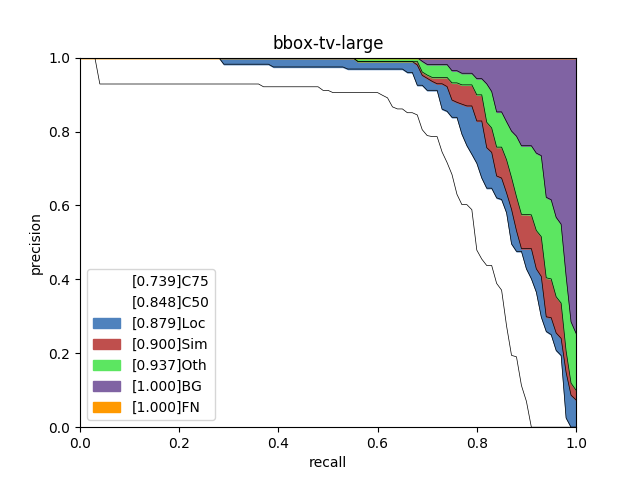 bbox-tv-large
precision
1.0
0.8
0.6
0.4
0.2
0.0
[0.739]C75
[0.848]C50
[0.879]Loc
[0.900]Sim
[0.937]Oth
[1.000]BG
[1.000]FN
0.0 0.2 0.4 0.6 0.8 1.0
recall